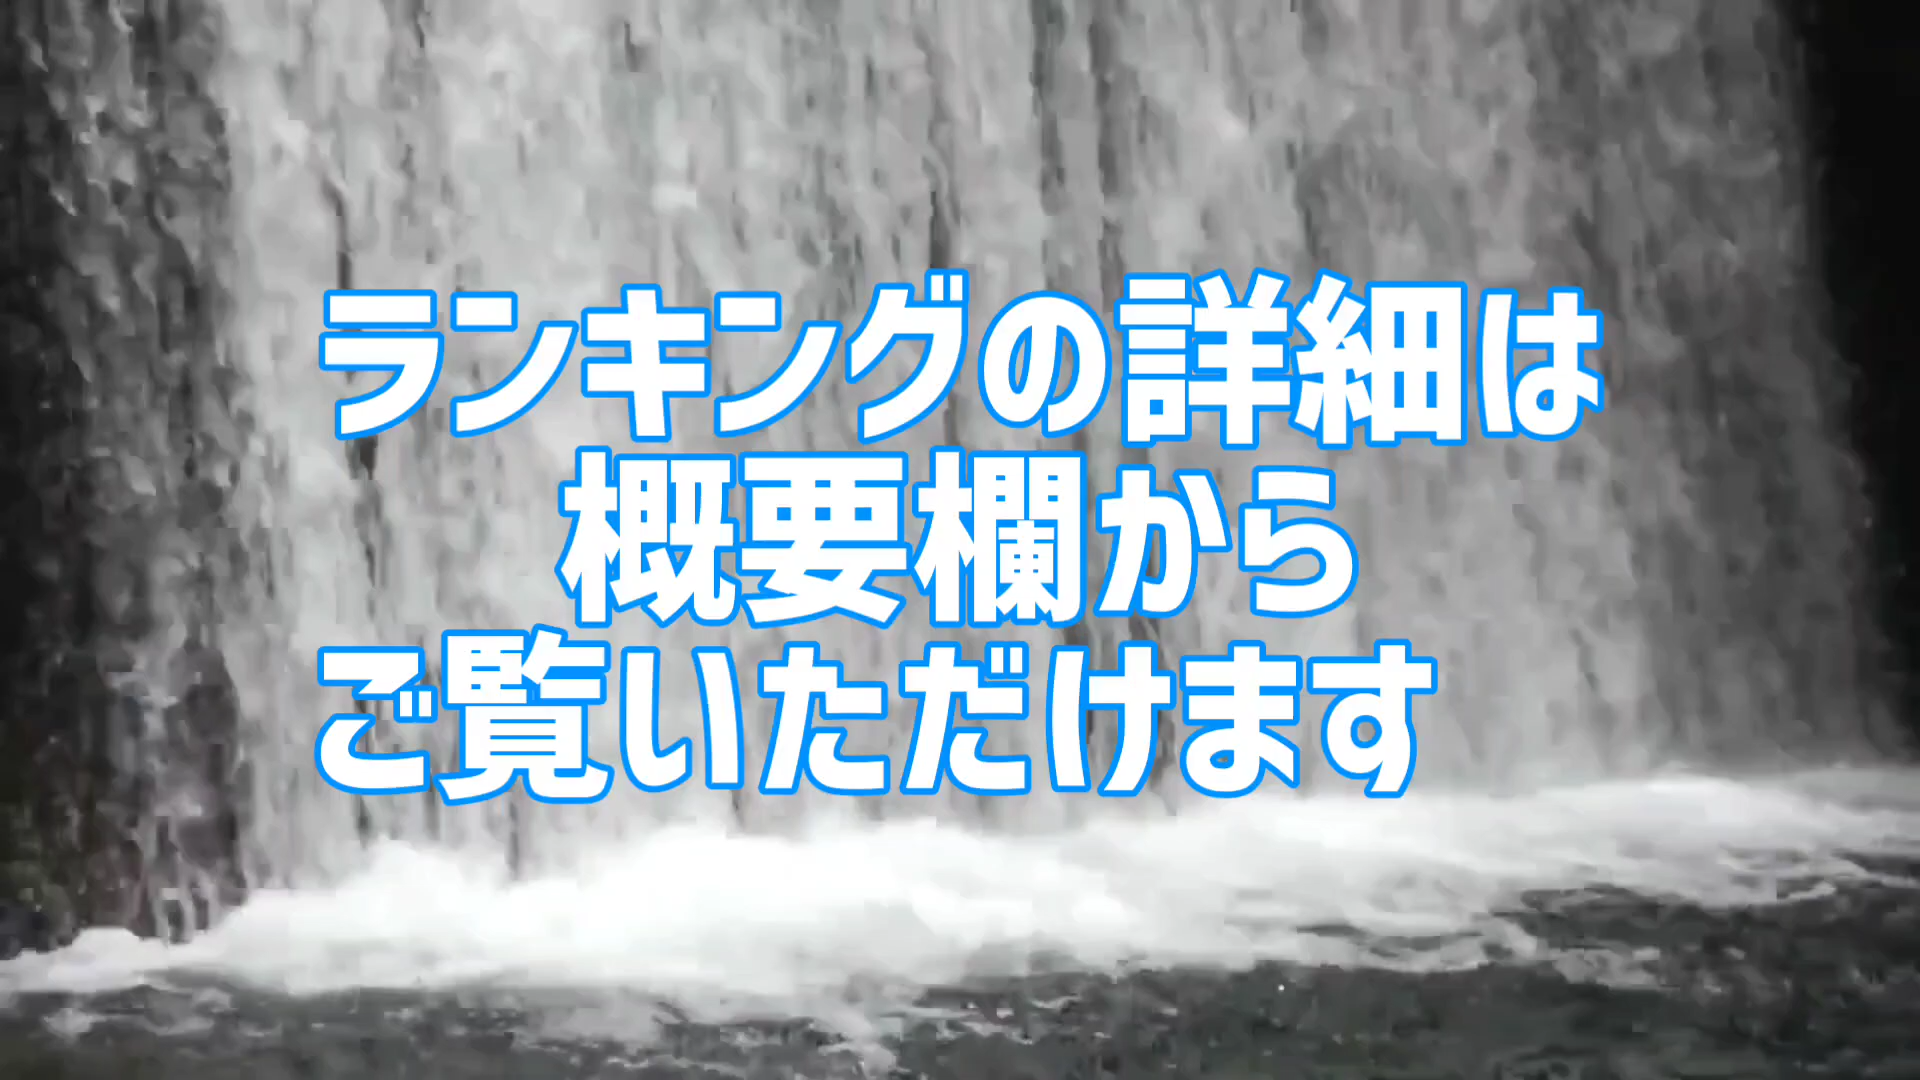 ランキングの詳細は
概要欄から
ご覧いただけます